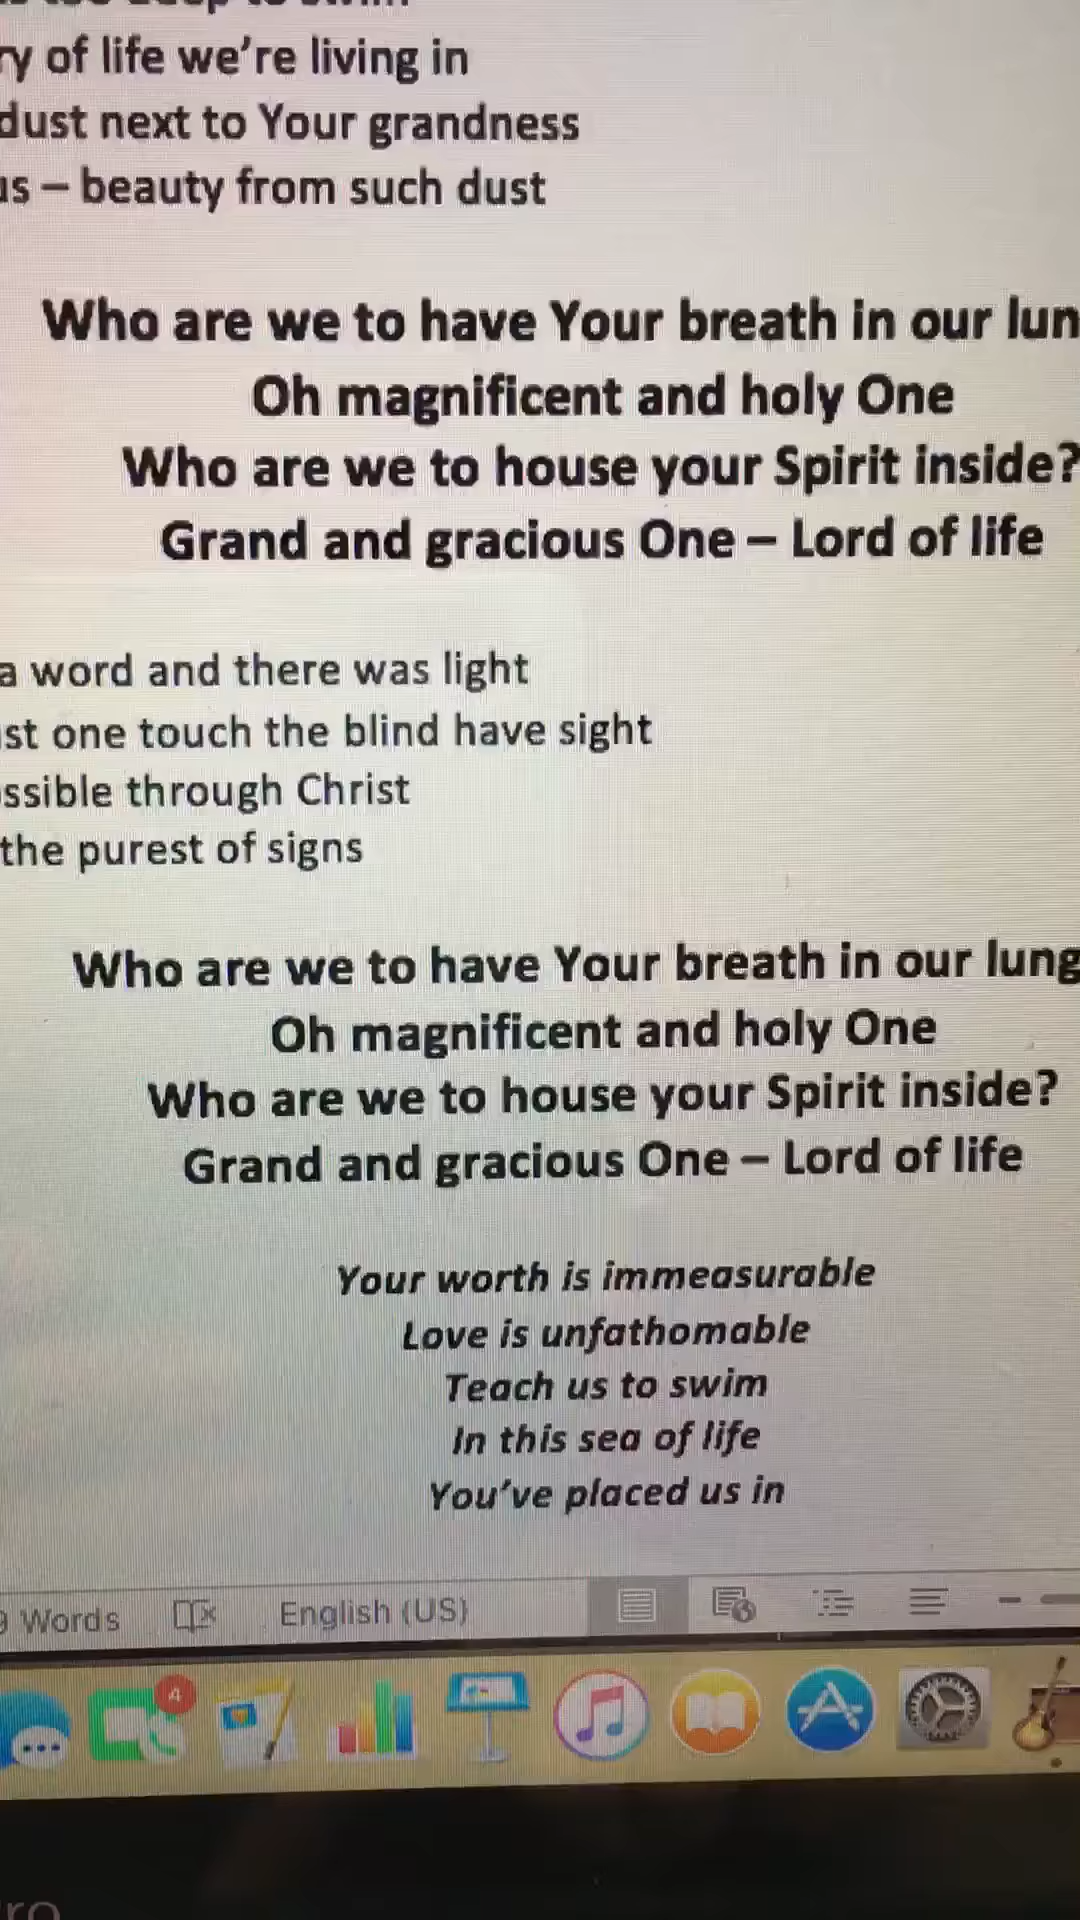 ry of life we're living in
dust next to Your grandness
us – beauty from such dust
Who are we to have Your breath in our lun
Oh magnificent and holy One
Who are we to house your Spirit inside?
Grand and gracious One – Lord of life
a word and there was light
st one touch the blind have sight
ssible through Christ
the purest of signs
Who are we to have Your breath in our lung
Oh magnificent and holy One
Who are we to house your Spirit inside?
Grand and gracious One – Lord of life
Your worth is immeasurable
Love is unfathomable
Teach us to swim
In this sea of life
You've placed us in
9 Words English (US)
4
ro